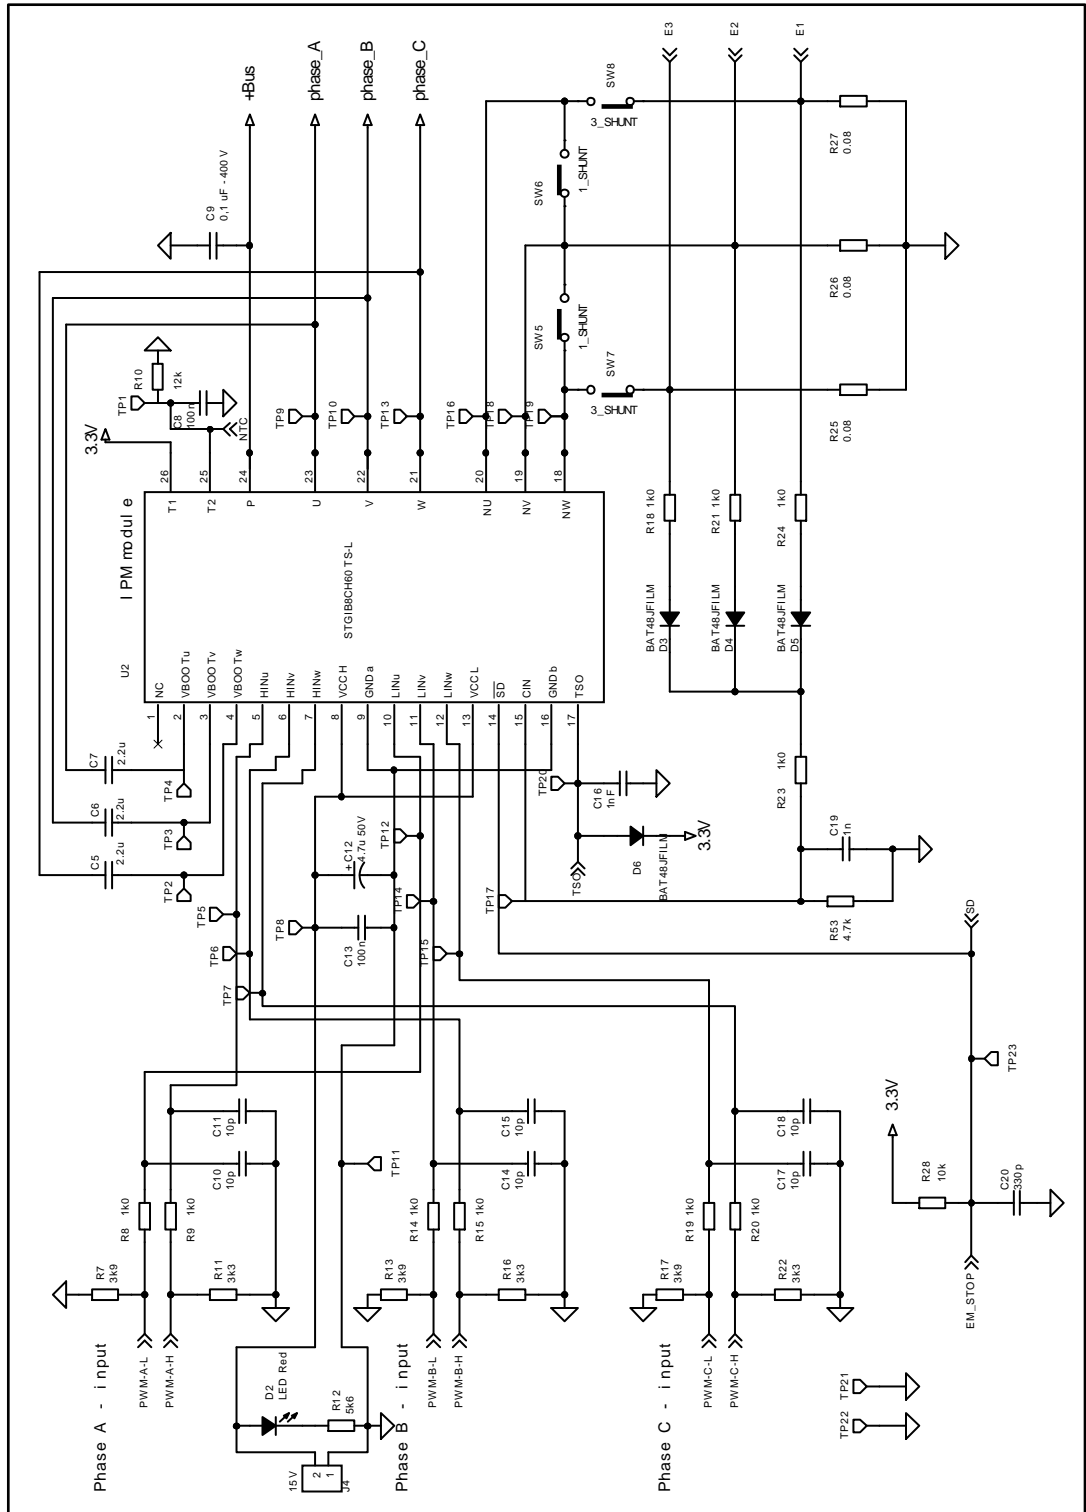 Phase A - input
PWM-A-L
PWM-A-H
R7
3k9
R8 1k0
R9 1k0
R11
3k3
C10
10p
C11
10p
15V
2
1
J4
D2
LED Red
R12
5k6
TP11
Phase B - input
PWM-B-L
PWM-B-H
R13
3k9
R14 1k0
R15 1k0
R16
3k3
C14
10p
C15
10p
Phase C - input
PWM-C-L
PWM-C-H
R17
3k9
R19 1k0
R20 1k0
R22
3k3
C17
10p
C18
10p
TP22
TP21
EM_STOP
R28
10k
3.3V
C20
330p
TP23
SD
TP7
TP6
TP5
TP8
C13
100n
+C12
4.7u 50V
TP15
TP14
TP12
TP17
TP2
TP3
TP4
C5
2.2u
C6
2.2u
C7
2.2u
TSO
D6
BAT48JFILM
3.3V
TP20
C16
1nF
R53
4.7k
C19
1n
R23
1k0
IPM module
U2
STGIB8CH60TS-L
1
NC
2
VBOOTu
3
VBOOTv
4
VBOOTw
5
HINu
6
HINv
7
HINw
8
VCCH
9
GNDa
10
LINu
11
LINv
12
LINw
13
VCCL
14
SD
15
CIN
16
GNDb
17
TSO
T1
26
T2
25
P
24
U
23
V
22
W
21
NU
20
NV
19
NW
18
D3
BAT48JFILM
D4
BAT48JFILM
D5
BAT48JFILM
R18 1k0
R21 1k0
R24 1k0
3.3V
TP1
R10
12k
C8
100n
NTC
TP9
TP10
TP13
TP16
TP18
TP19
C9
0,1 uF - 400 V
+Bus
phase_A
phase_B
phase_C
SW5
1_SHUNT
SW6
1_SHUNT
SW7
3_SHUNT
SW8
3_SHUNT
R25
0.08
R26
0.08
R27
0.08
E3
E2
E1